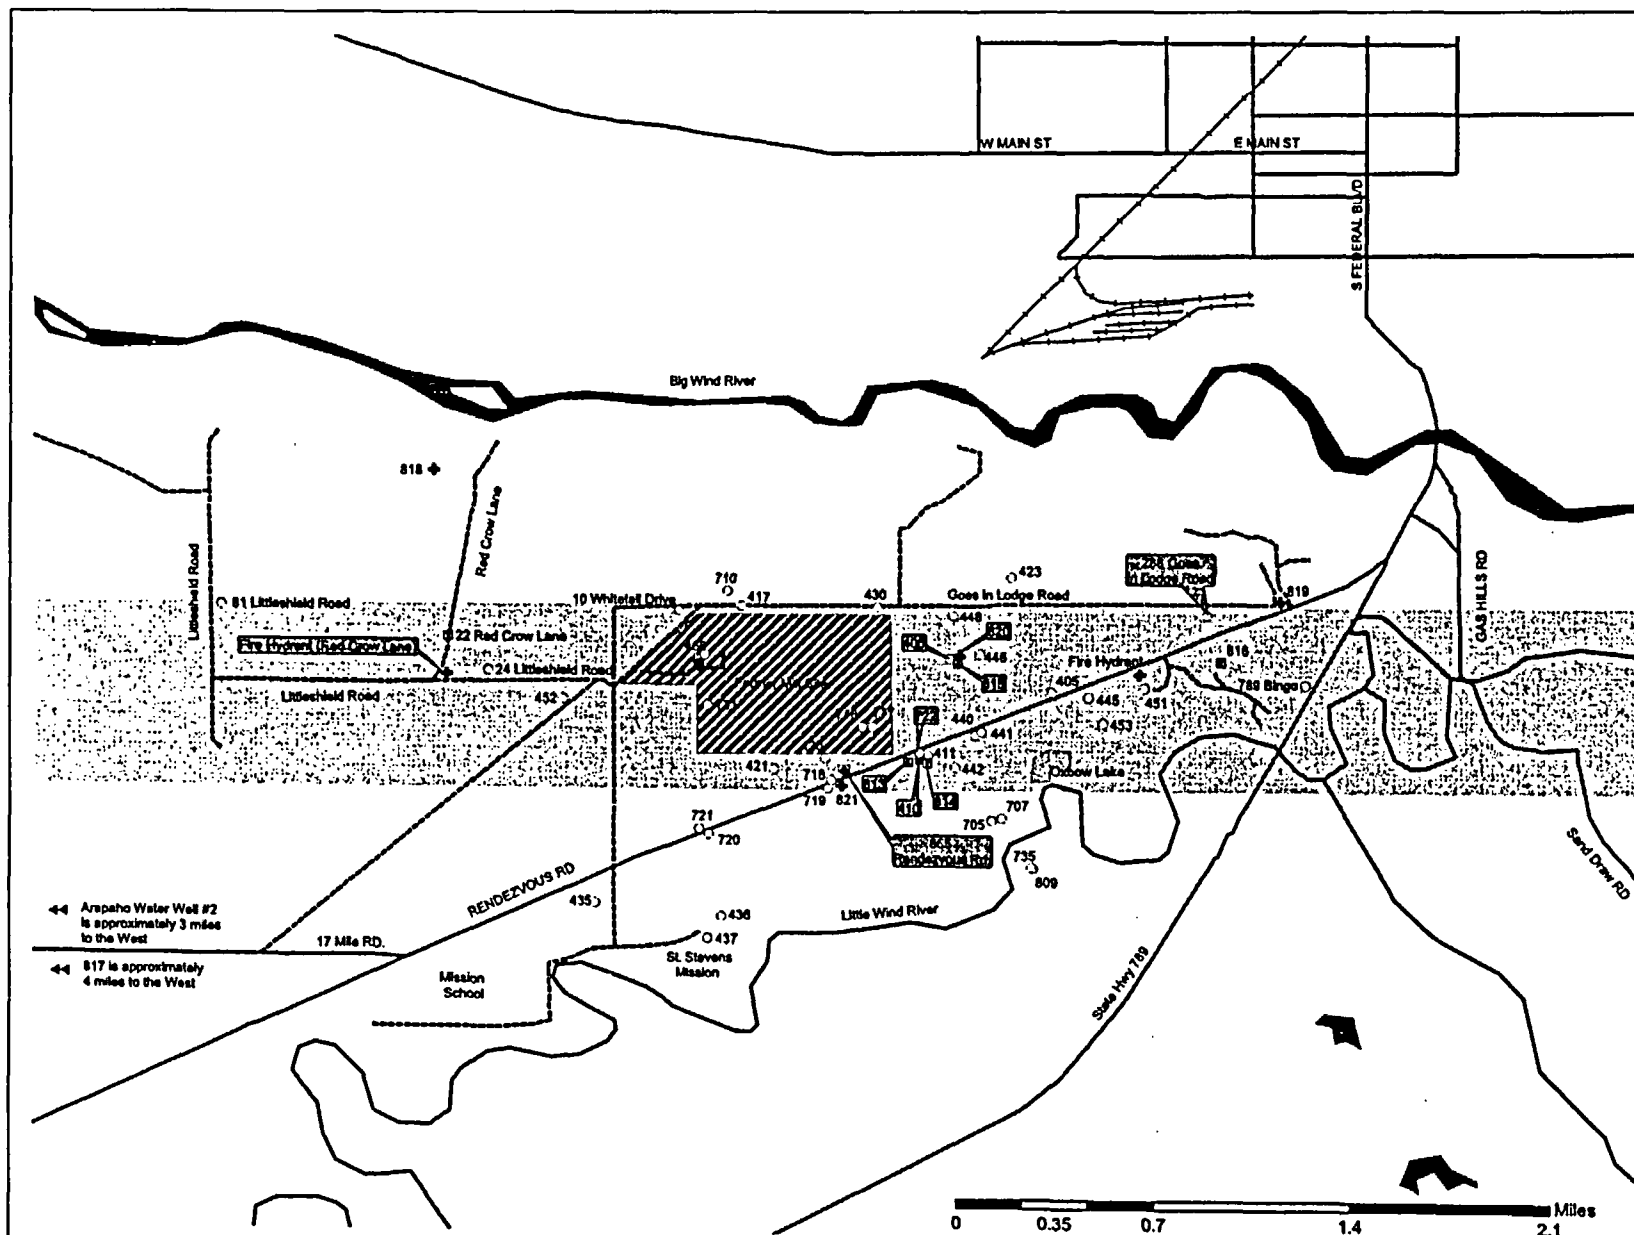 W MAIN ST
E MAIN ST
S FEDERAL BLVD
Big Wind River
818
Red Crow Lane
Littleshield Road
GAS HILLS RD
423
710
81 Littleshield Road
10 Whitetail Drive
417
430
Goes In Lodge Road
819
448
22 Red Crow Lane
820
Fire Hydrant (Red Crow Lane)
24 Littleshield Road
446
Fire Hydrant
816
815
Littleshield Road
452
405
445
451
789 Bingo
722
440
441
453
411
421
718
442
Oxbow Lake
813
719
821
410
812
721
720
705
707
Rendezvous Rd
735
809
Sand Draw RD
RENDEZVOUS RD
435
436
437
Little Wind River
Arapaho Water Well #2
is approximately 3 miles
to the West
17 Mile RD.
817 is approximately
4 miles to the West
St. Stevens
Mission
Mission
School
State Hwy 789
Miles
0
0.35
0.7
1.4
2.1